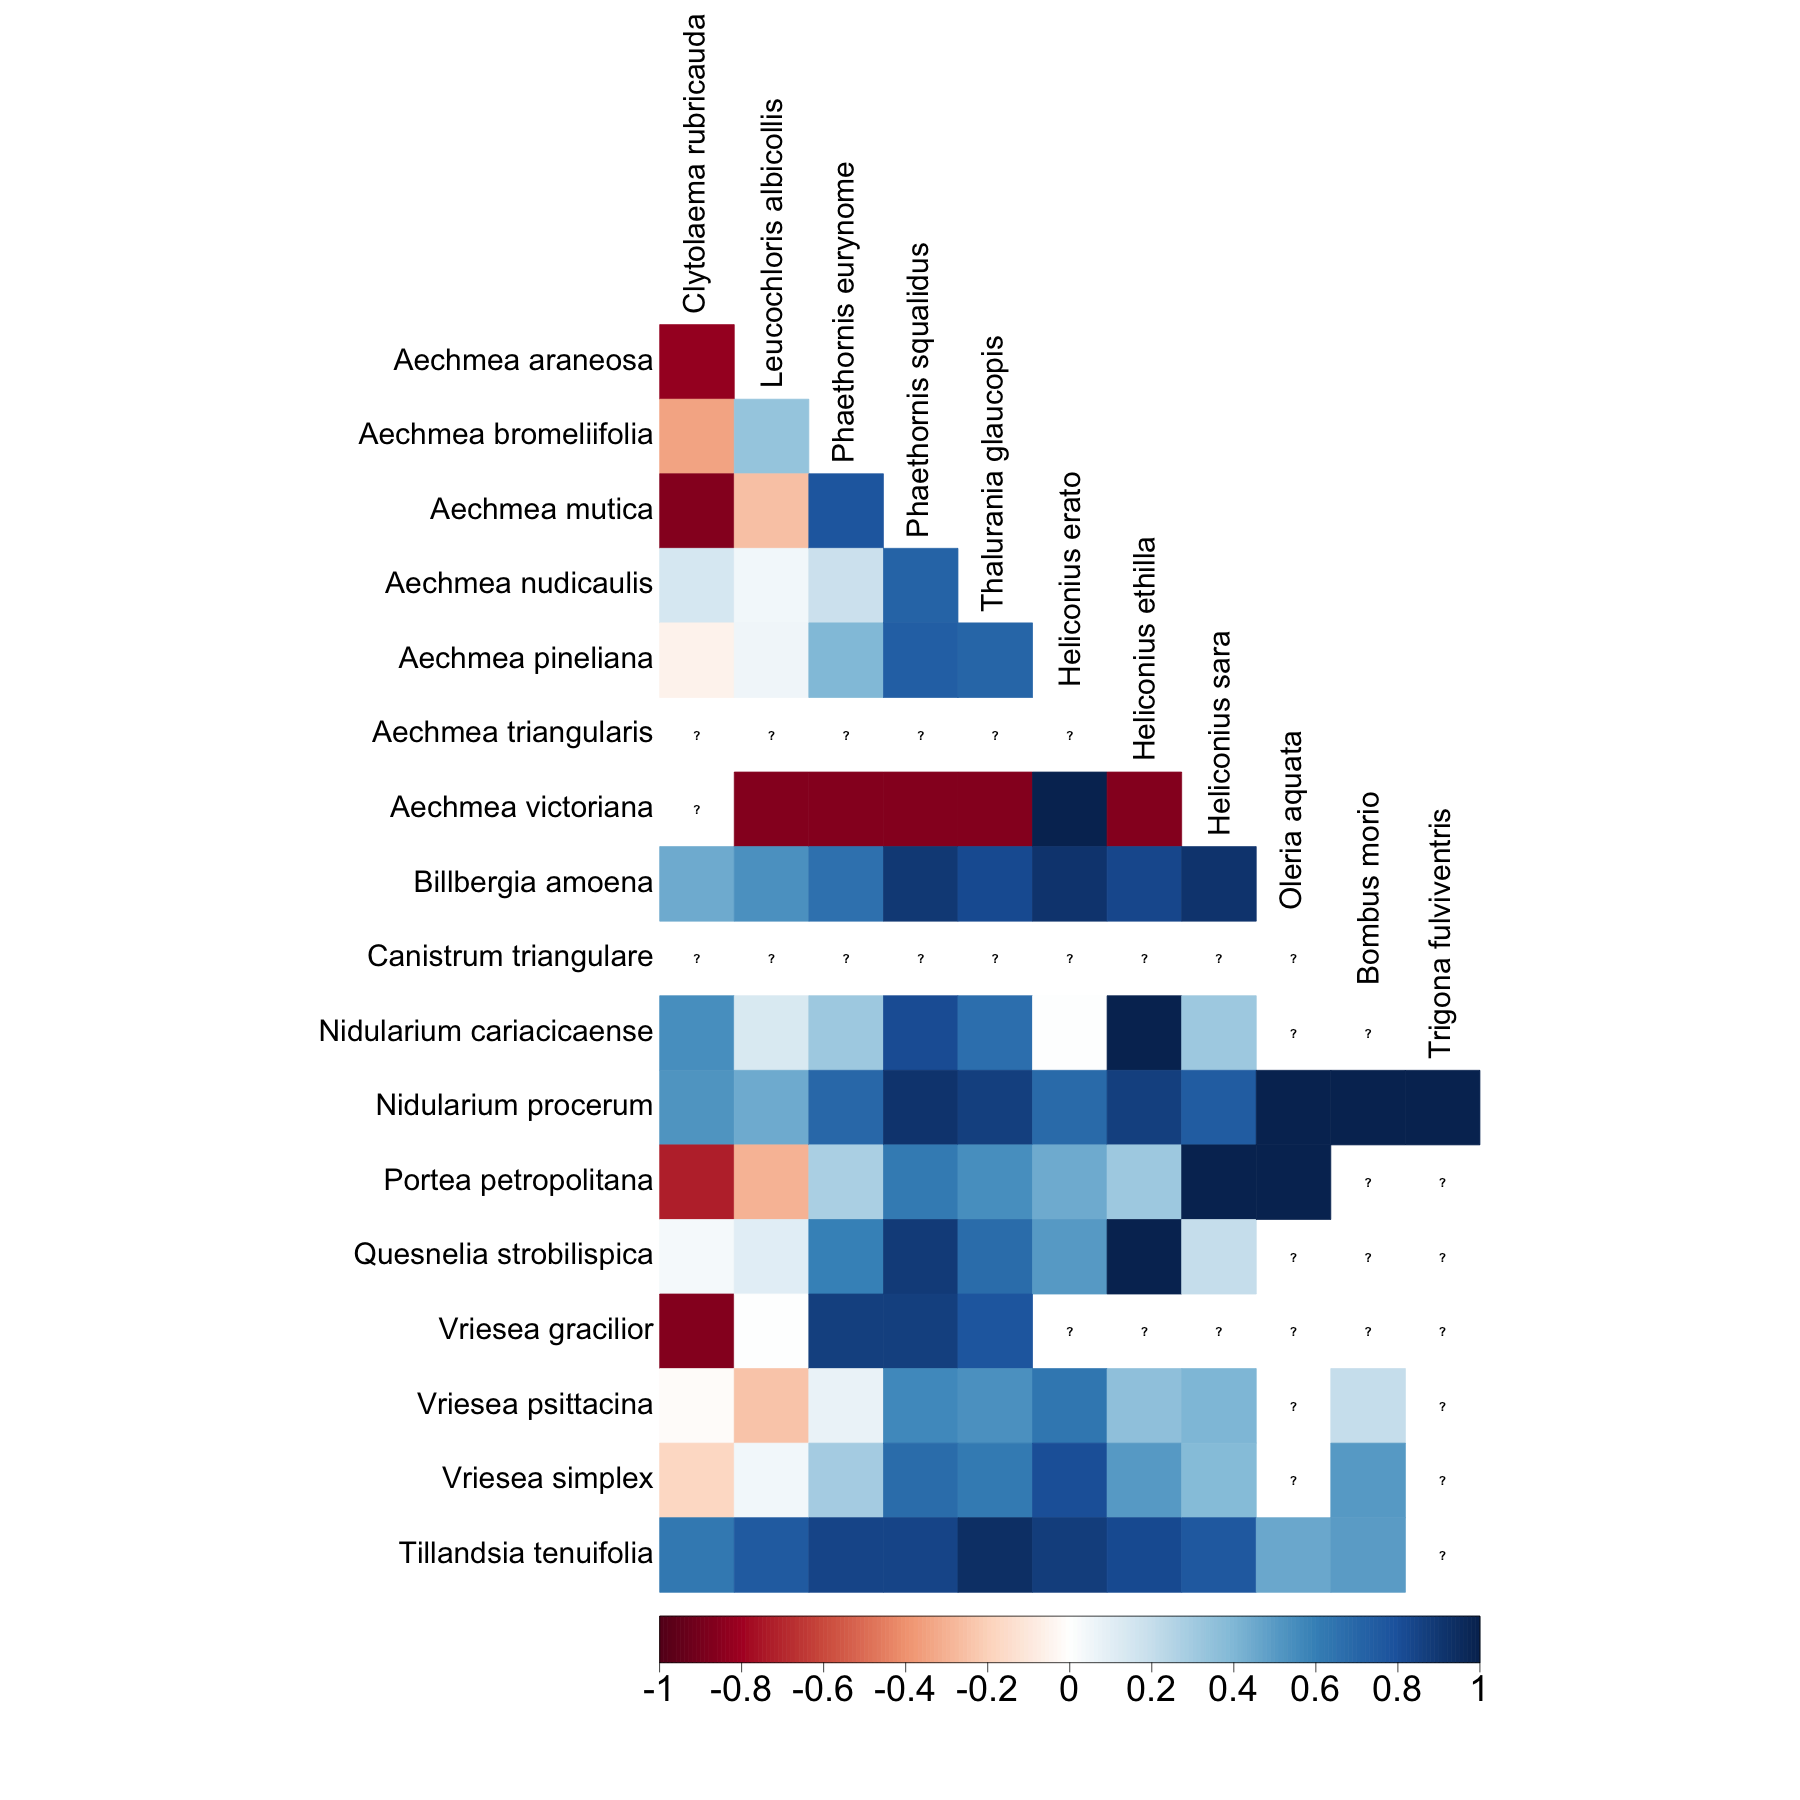 Clytolaema rubricauda
Leucochloris albicollis
Phaethornis eurynome
Phaethornis squalidus
Thalurania glaucopis
Heliconius erato
Heliconius ethilla
Heliconius sara
Oleria aquata
Bombus morio
Trigona fulviventris
Aechmea araneosa
Aechmea bromeliifolia
Aechmea mutica
Aechmea nudicaulis
Aechmea pineliana
Aechmea triangularis ? ? ? ? ? ?
Aechmea victoriana ?
Billbergia amoena
Canistrum triangulare ? ? ? ? ? ? ? ? ?
Nidularium cariacicaense ? ?
Nidularium procerum
Portea petropolitana ? ?
Quesnelia strobilispica ? ? ?
Vriesea gracilior ? ? ? ? ? ?
Vriesea psittacina ? ?
Vriesea simplex ? ?
Tillandsia tenuifolia ?
-1 -0.8 -0.6 -0.4 -0.2 0 0.2 0.4 0.6 0.8 1